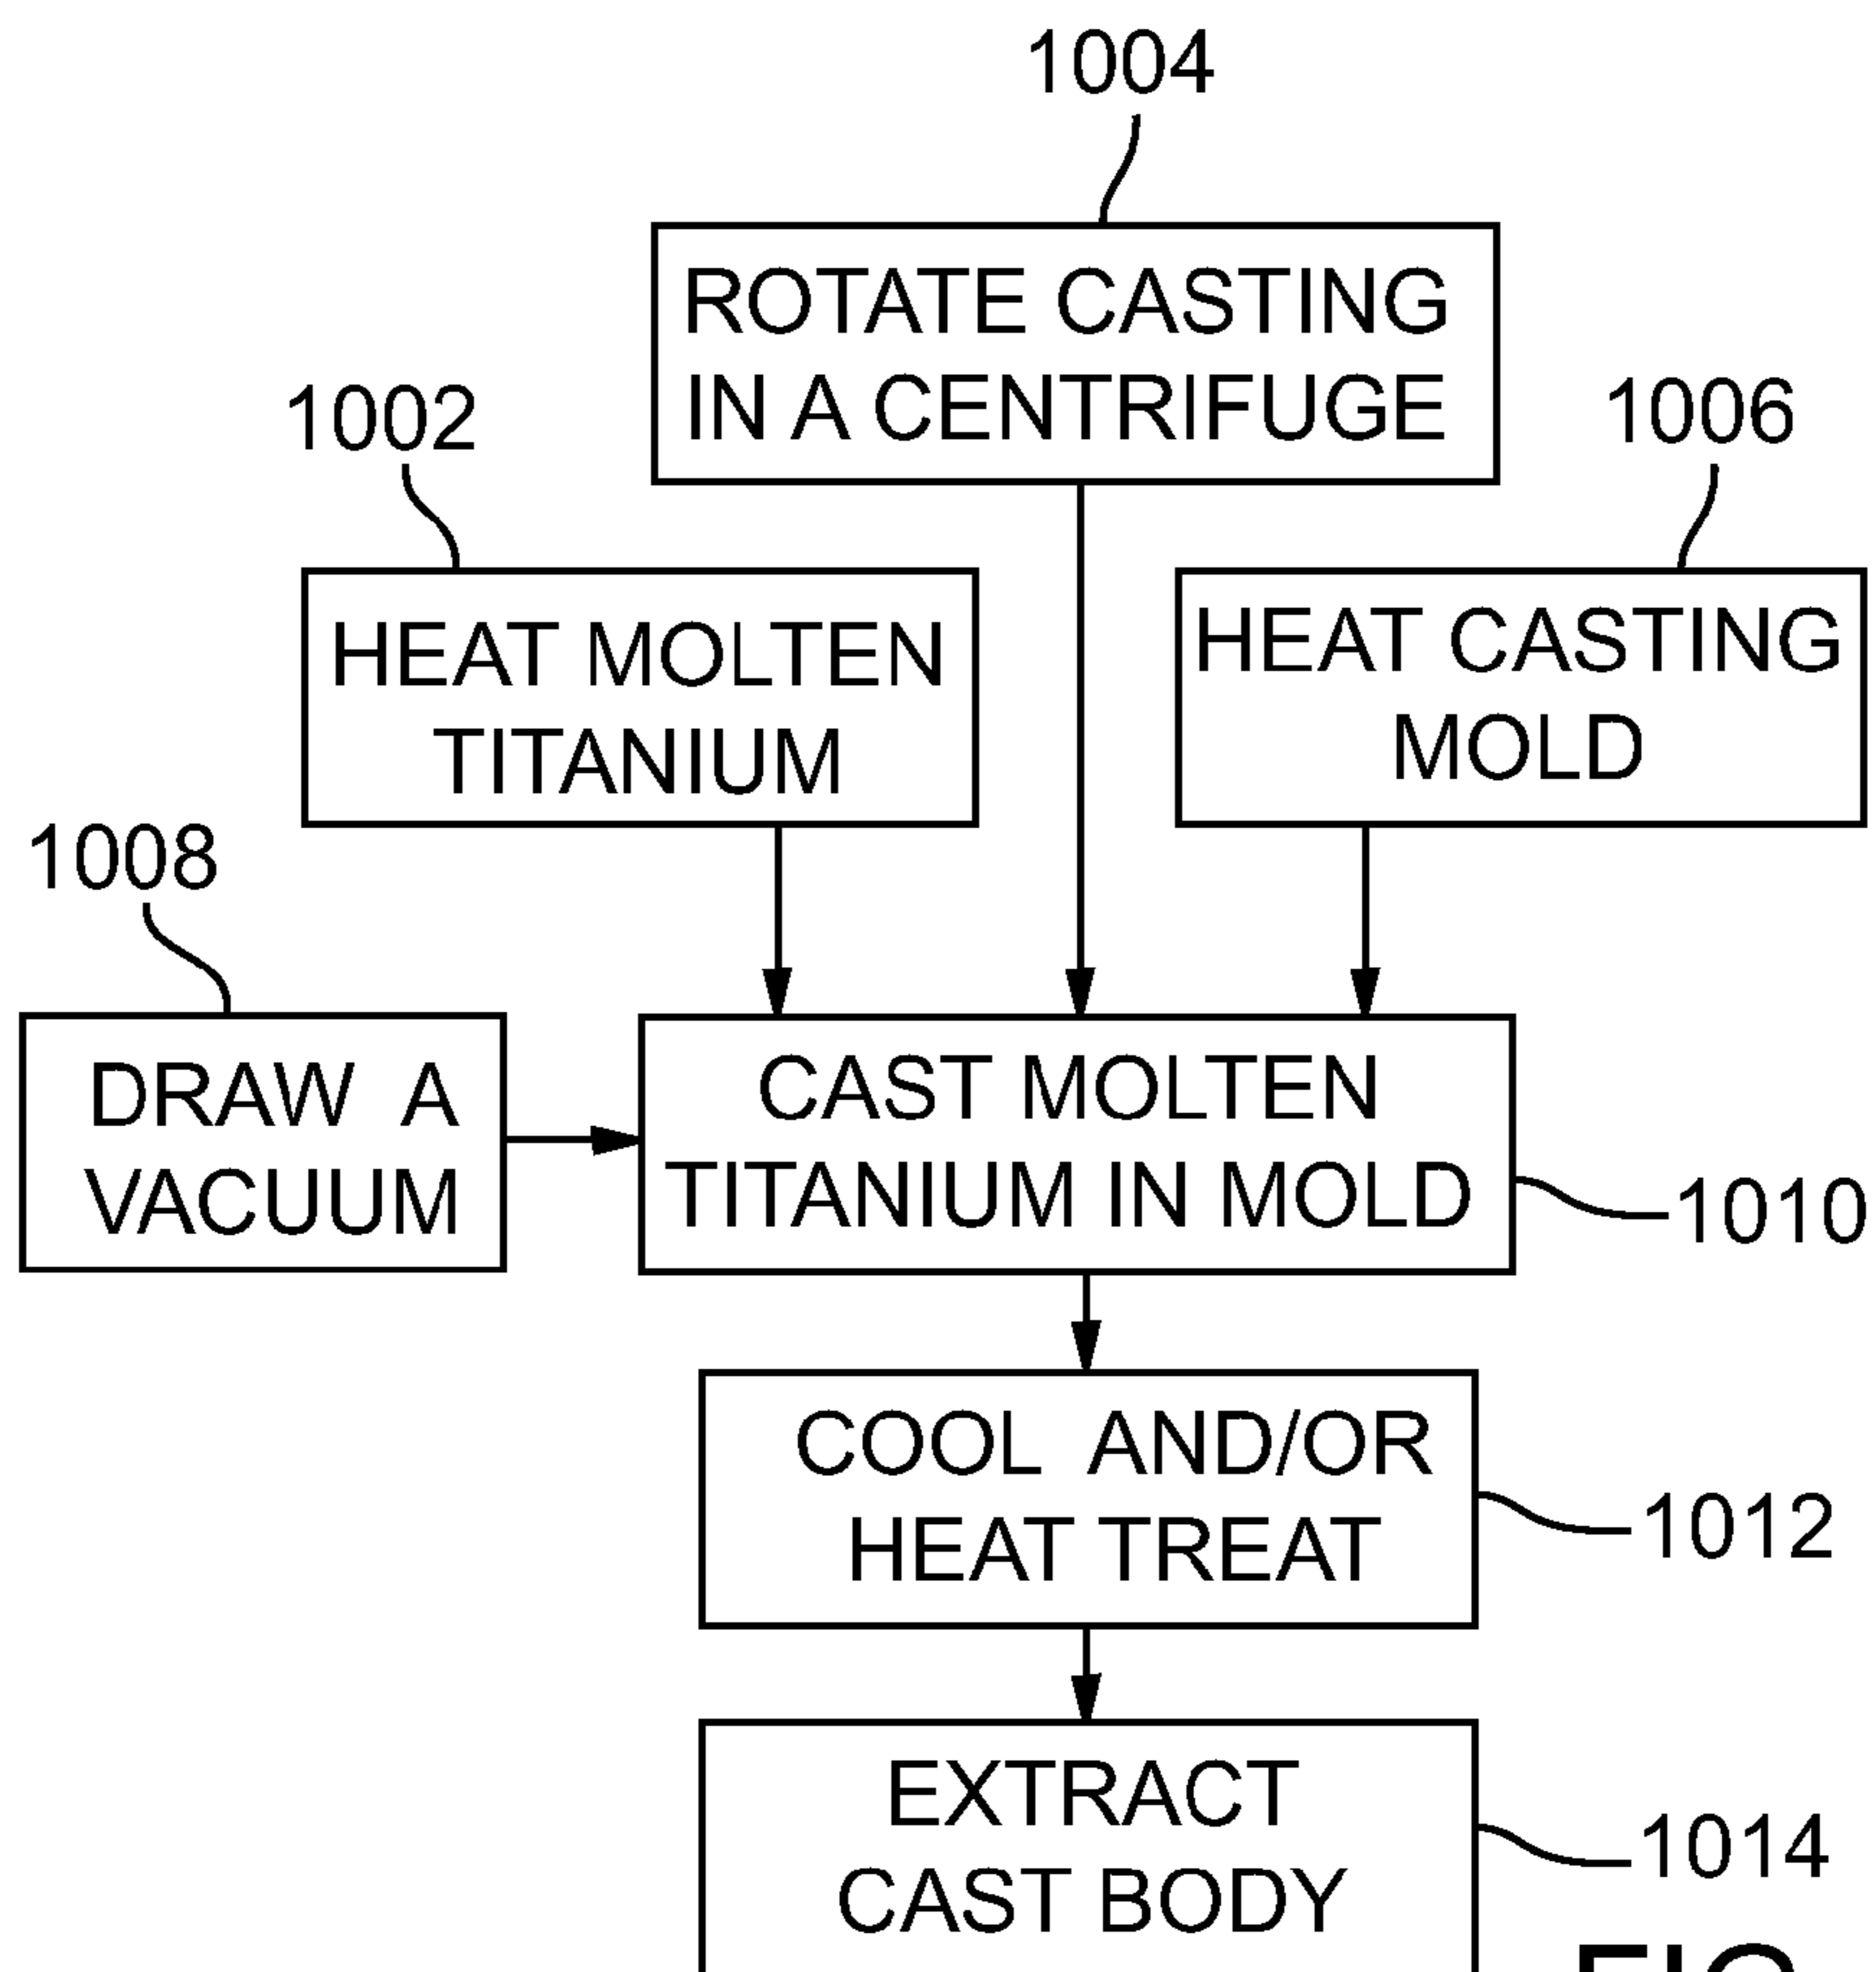 1004
ROTATE CASTING
IN A CENTRIFUGE
1002
1006
HEAT MOLTEN
TITANIUM
HEAT CASTING
MOLD
1008
DRAW A
VACUUM
CAST MOLTEN
TITANIUM IN MOLD
1010
COOL AND/OR
HEAT TREAT
1012
EXTRACT
CAST BODY
1014